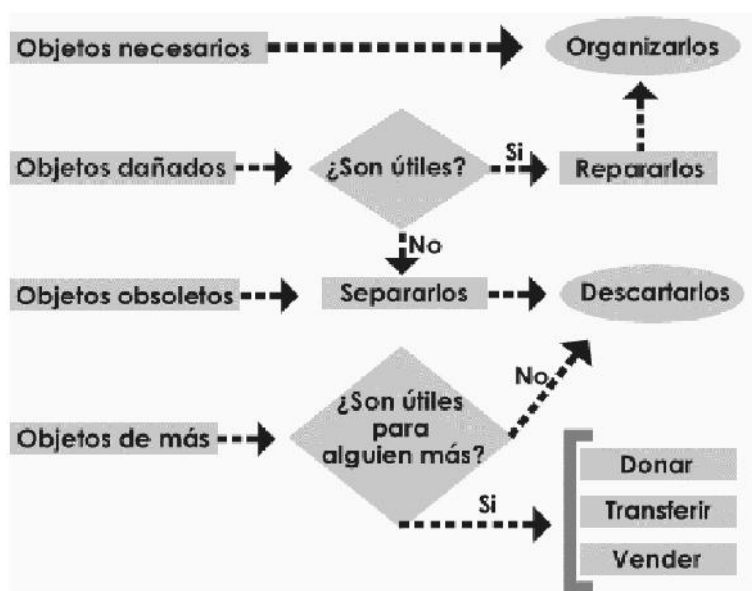 Objetos necesarios
Organizarlos
Objetos dañados
¿Son útiles?
Si
Repararlos
No
Objetos obsoletos
Separarlos
Descartarlos
Objetos de más
¿Son útiles
para
alguien más?
No
Si
Donar
Transferir
Vender